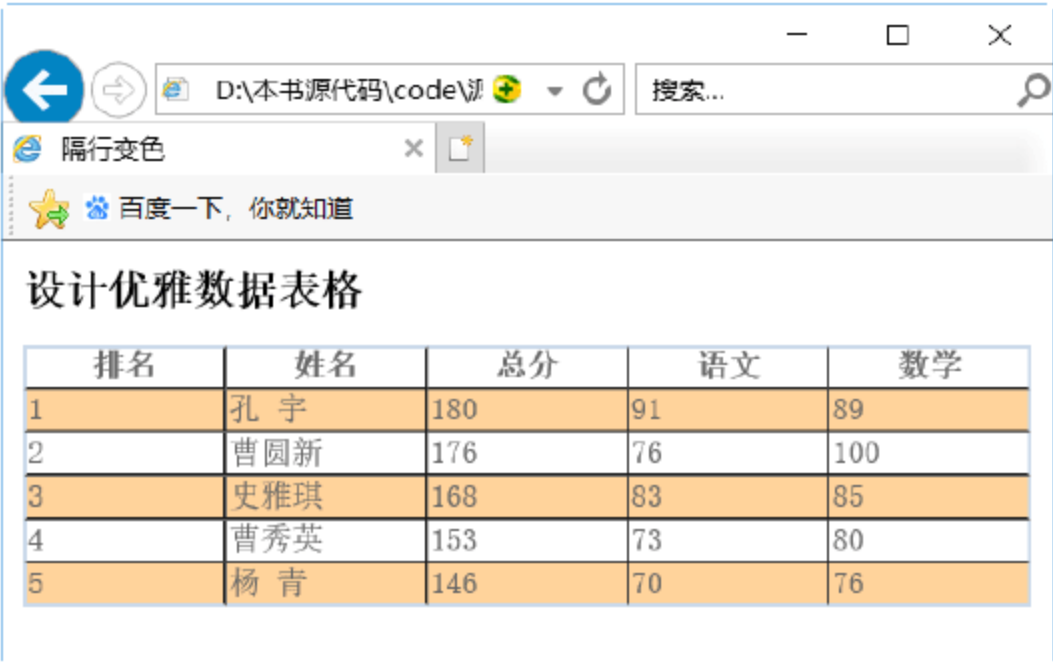 D:\本书源代码\code\源
搜索...
隔行变色
百度一下，你就知道
设计优雅数据表格
排名 姓名 总分 语文 数学
1 孔 宇 180 91 89
2 曹圆新 176 76 100
3 史雅琪 168 83 85
4 曹秀英 153 73 80
5 杨 青 146 70 76